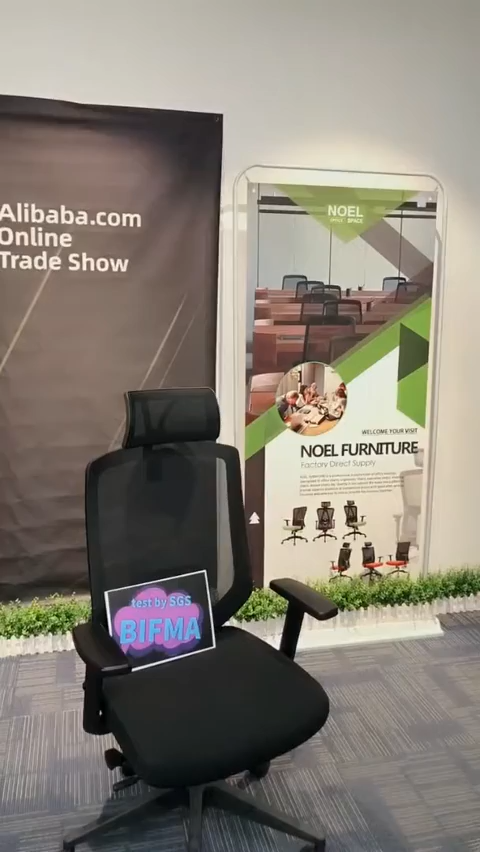 Alibaba.com
Online
Trade Show
NOEL
SPACE
WELCOME YOUR VISIT
NOEL FURNITURE
Factory Direct Supply
test by SGS
BIFMA